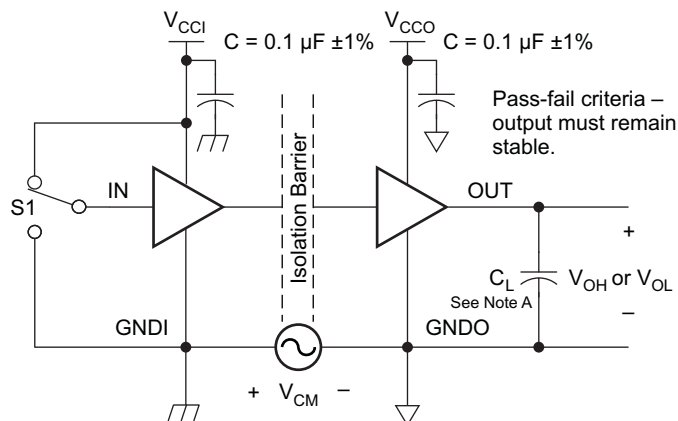 VCCI
C = 0.1 µF ±1%
VCCO
C = 0.1 µF ±1%
Pass-fail criteria –
output must remain
stable.
Isolation Barrier
S1
IN
OUT
+
CL
See Note A
VOH or VOL
–
GNDI
GNDO
+ VCM –